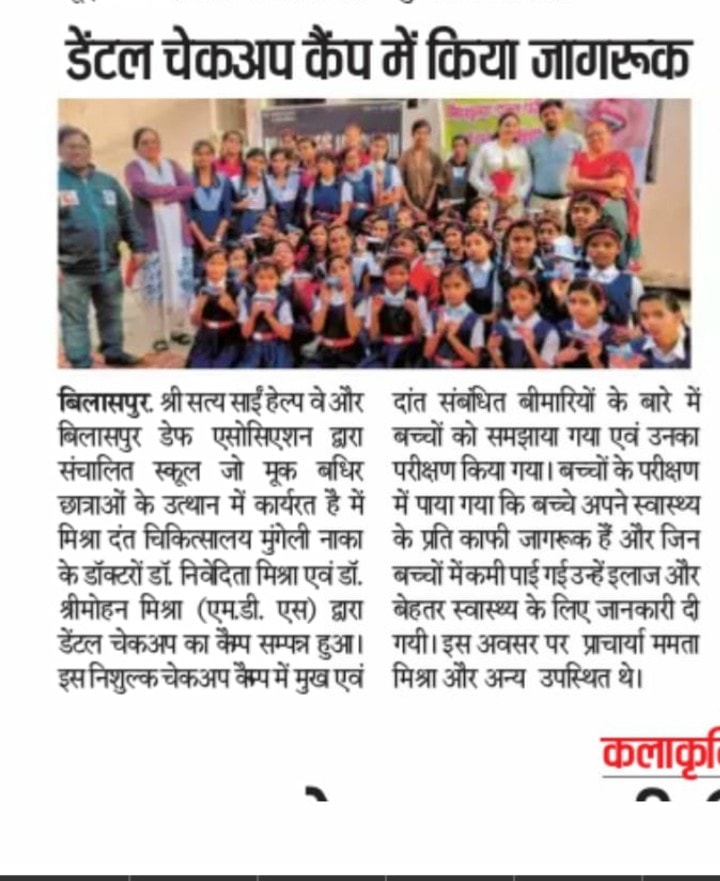 डेंटल चेकअप कैंप में किया जागरूक
बिलासपुर. श्री सत्य साईं हेल्प वे और
बिलासपुर डेफ एसोसिएशन द्वारा
संचालित स्कूल जो मूक बधिर
छात्राओं के उत्थान में कार्यरत है में
मिश्रा दंत चिकित्सालय मुंगेली नाका
के डॉक्टरों डॉ. निवेदिता मिश्रा एवं डॉ.
श्रीमोहन मिश्रा (एम.डी. एस) द्वारा
डेंटल चेकअप का कैम्प सम्पन्न हुआ।
इस निशुल्क चेकअप कैम्प में मुख एवं
दांत संबंधित बीमारियों के बारे में
बच्चों को समझाया गया एवं उनका
परीक्षण किया गया। बच्चों के परीक्षण
में पाया गया कि बच्चे अपने स्वास्थ्य
के प्रति काफी जागरूक हैं और जिन
बच्चों में कमी पाई गई उन्हें इलाज और
बेहतर स्वास्थ्य के लिए जानकारी दी
गयी। इस अवसर पर प्राचार्या ममता
मिश्रा और अन्य उपस्थित थे।